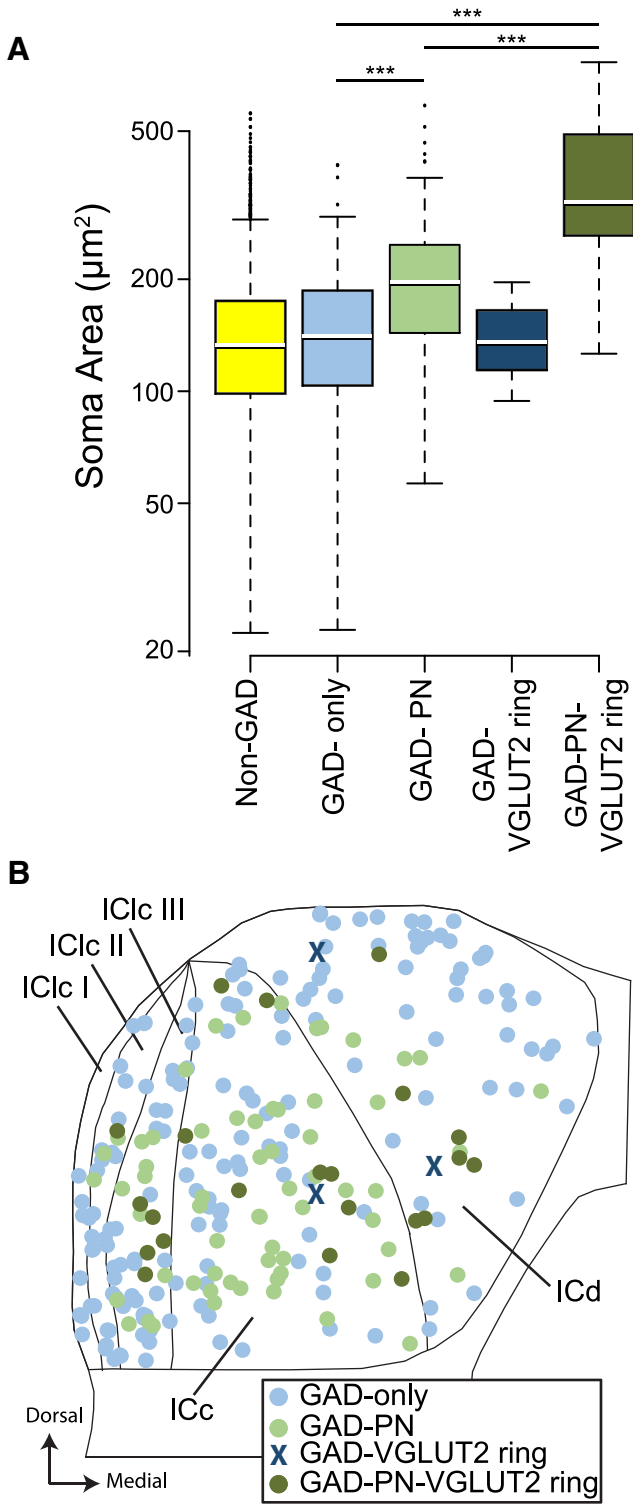 A
***
***
***
500
200
100
50
20
Soma Area (µm²)
Non-GAD
GAD- only
GAD- PN
GAD-
VGLUT2 ring
GAD-PN-
VGLUT2 ring
B
IClc III
IClc II
IClc I
X
X
X
ICd
ICc
Dorsal
Medial
GAD-only
GAD-PN
X GAD-VGLUT2 ring
GAD-PN-VGLUT2 ring